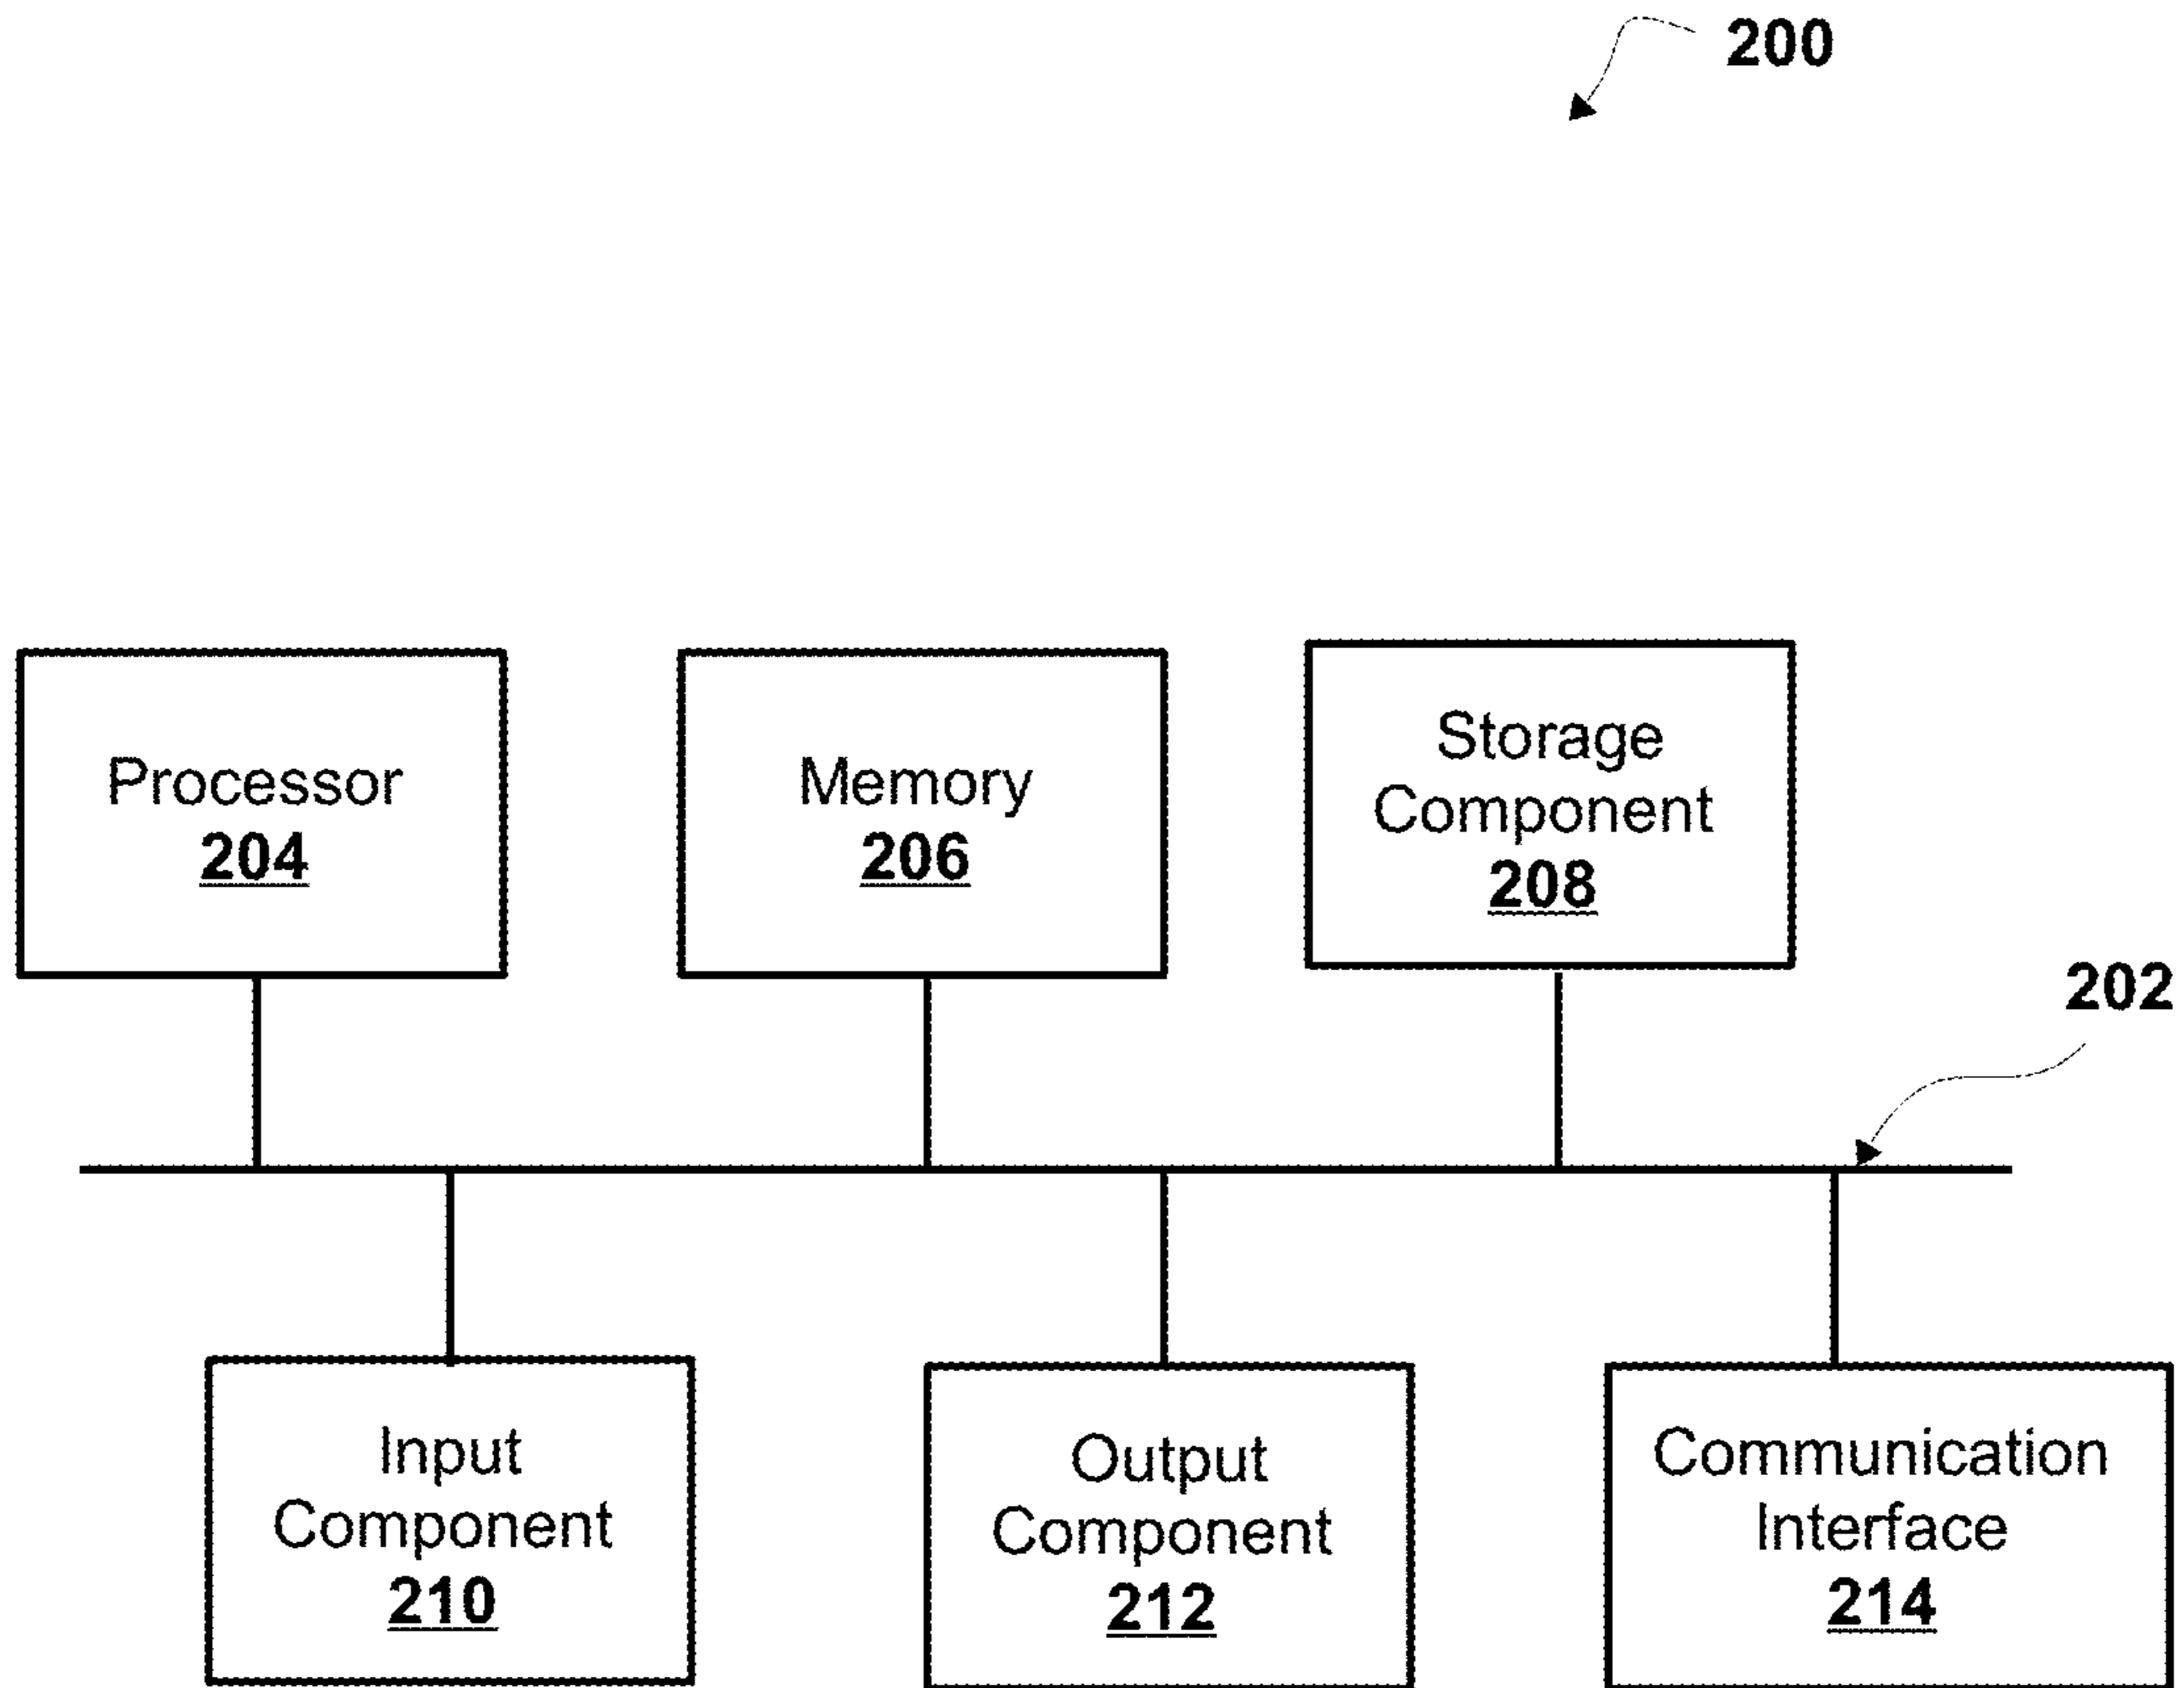 200
Processor
204
Memory
206
Storage
Component
208
202
Input
Component
210
Output
Component
212
Communication
Interface
214